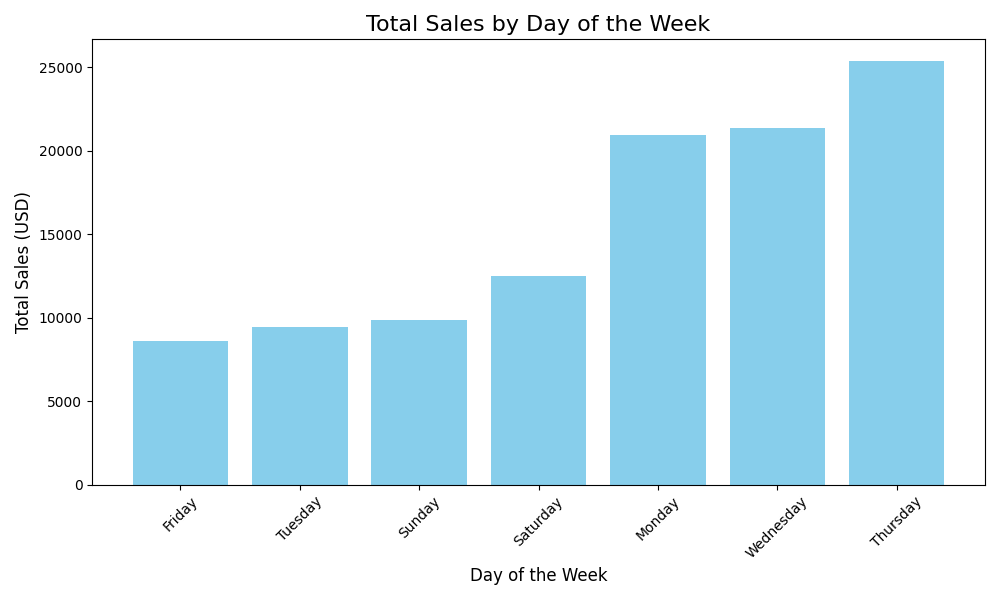 Total Sales by Day of the Week
Total Sales (USD)
25000
20000
15000
10000
5000
0
Friday
Tuesday
Sunday
Saturday
Monday
Wednesday
Thursday
Day of the Week